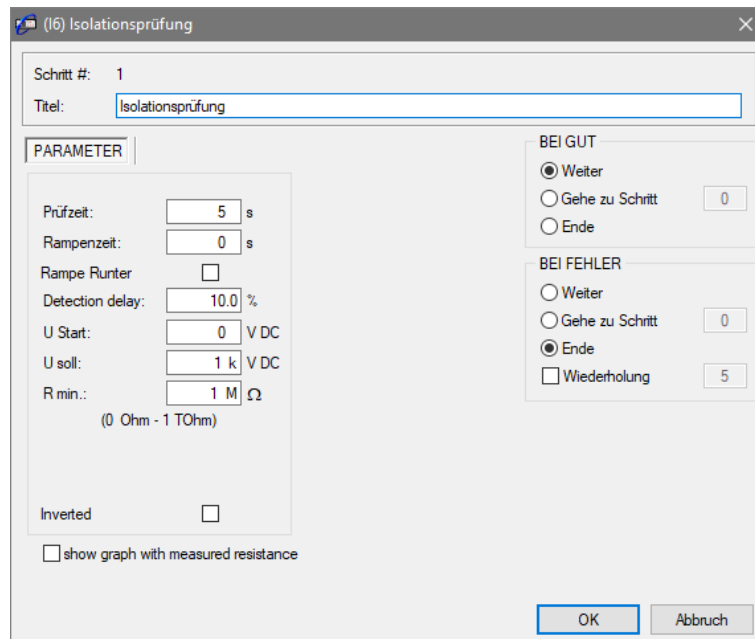 (I6) Isolationsprüfung
Schritt #: 1
Titel: Isolationsprüfung
PARAMETER
Prüfzeit: 5 s
Rampenzeit: 0 s
Rampe Runter
Detection delay: 10.0 %
U Start: 0 V DC
U soll: 1 k V DC
R min.: 1 M Ω
(0 Ohm - 1 TOhm)
Inverted
show graph with measured resistance
BEI GUT
Weiter
Gehe zu Schritt 0
Ende
BEI FEHLER
Weiter
Gehe zu Schritt 0
Ende
Wiederholung 5
OK Abbruch